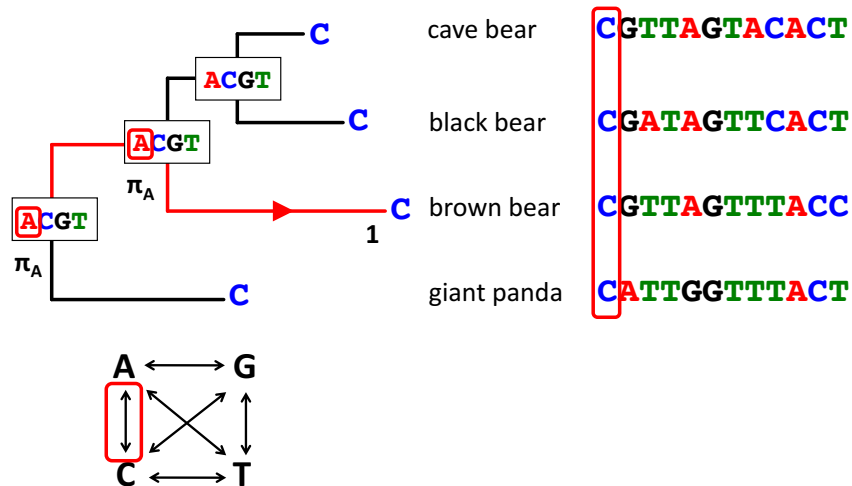 C cave bear CGTTAGTACACT
ACGT
C black bear CGATAGTTCACT
ACGT
πA
C brown bear CGTTAGTTTACC
1
ACGT
πA
C giant panda CATTGGTTTACT
A G
C T